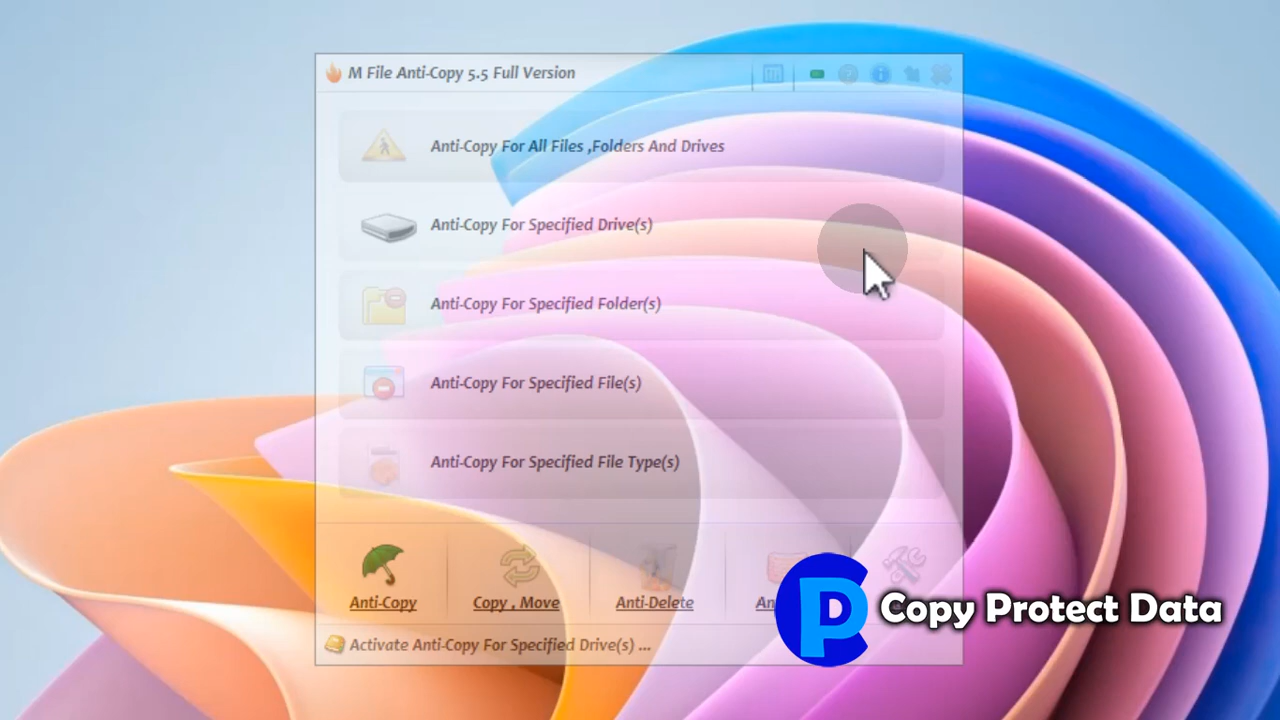 M File Anti-Copy 5.5 Full Version
Anti-Copy For All Files ,Folders And Drives
Anti-Copy For Specified Drive(s)
Anti-Copy For Specified Folder(s)
Anti-Copy For Specified File(s)
Anti-Copy For Specified File Type(s)
Anti-Copy
Copy , Move
Anti-Delete
Copy Protect Data
Activate Anti-Copy For Specified Drive(s) ...